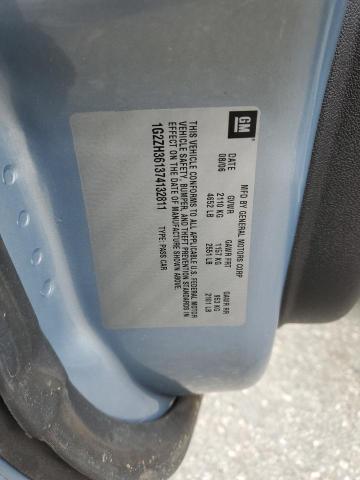 GM
MFG BY GENERAL MOTORS CORP
DATE GVWR GAWR FRT GAWR RR
08/06 2110 KG 1157 KG 953 KG
4652 LB 2551 LB 2101 LB
THIS VEHICLE CONFORMS TO ALL APPLICABLE U.S. FEDERAL MOTOR
VEHICLE SAFETY, BUMPER, AND THEFT PREVENTION STANDARDS IN
EFFECT ON THE DATE OF MANUFACTURE SHOWN ABOVE.
1G2ZH361374132811 TYPE: PASS CAR